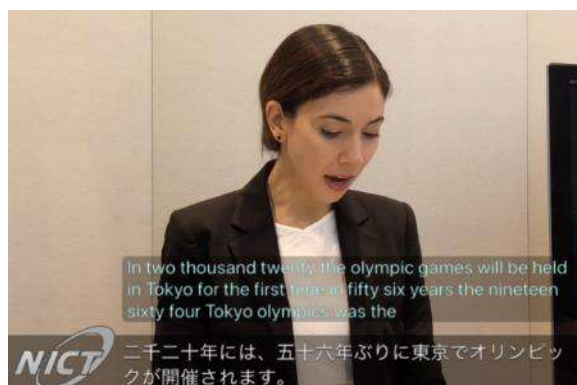 In two thousand twenty the olympic games will be held
in Tokyo for the first time in fifty six years the nineteen
sixty four Tokyo olympics was the
NICT
二千二十年には、五十六年ぶりに東京でオリンピッ
クが開催されます。